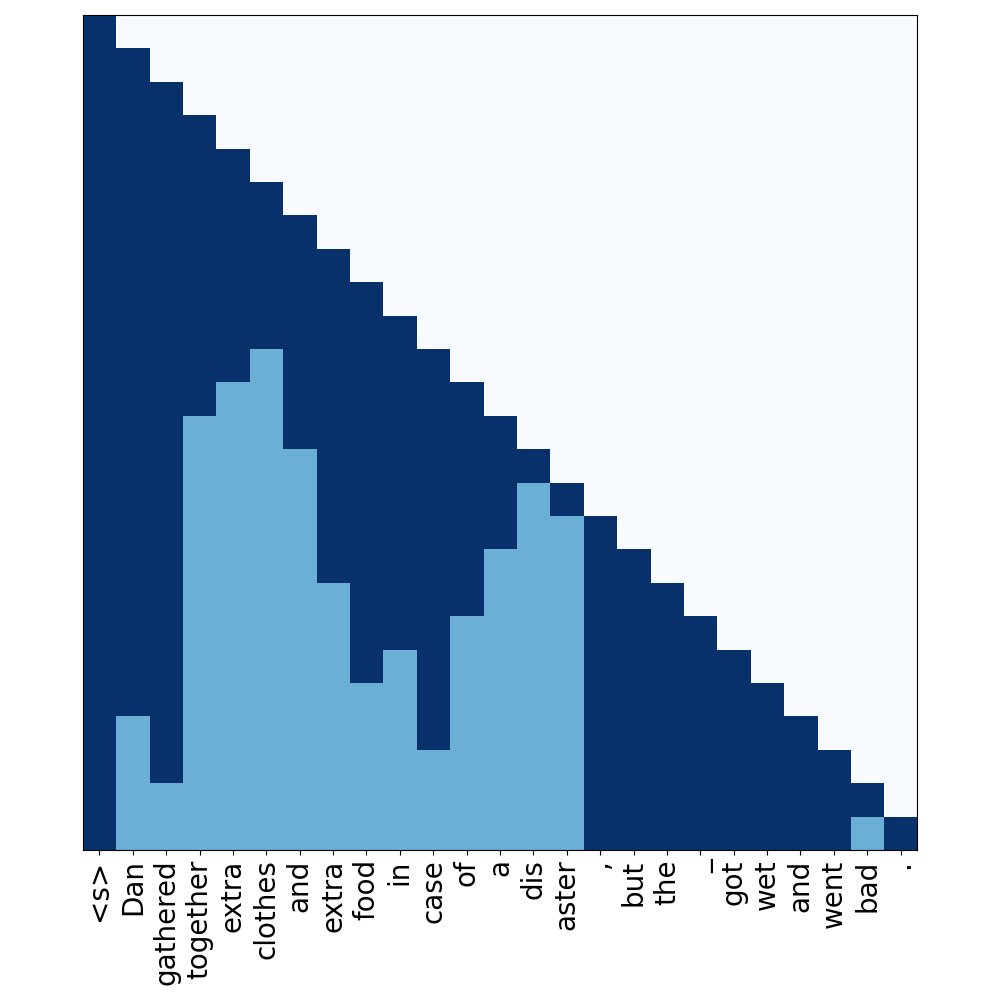 <s> Dan gathered together extra clothes and extra food in case of a dis aster , but the _ got wet and went bad .